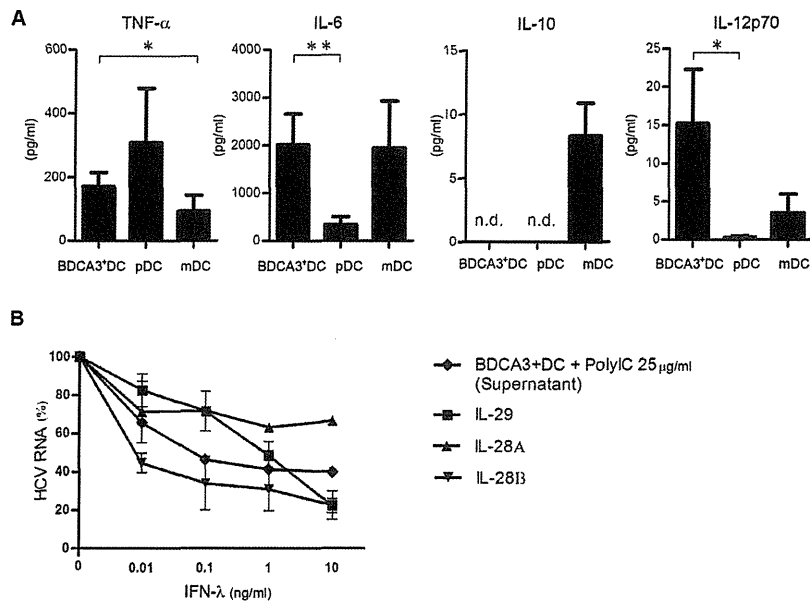 A
TNF-α
*
(pg/ml)
600
400
200
0
BDCA3⁺DC pDC mDC
IL-6
**
(pg/ml)
4000
3000
2000
1000
0
BDCA3⁺DC pDC mDC
IL-10
(pg/ml)
15
10
5
0
n.d. n.d.
BDCA3⁺DC pDC mDC
IL-12p70
*
(pg/ml)
25
20
15
10
5
0
BDCA3⁺DC pDC mDC
B
HCV RNA (%)
100
80
60
40
20
0
0 0.01 0.1 1 10
IFN-λ (ng/ml)
BDCA3+DC + PolyIC 25μg/ml
(Supernatant)
IL-29
IL-28A
IL-28B